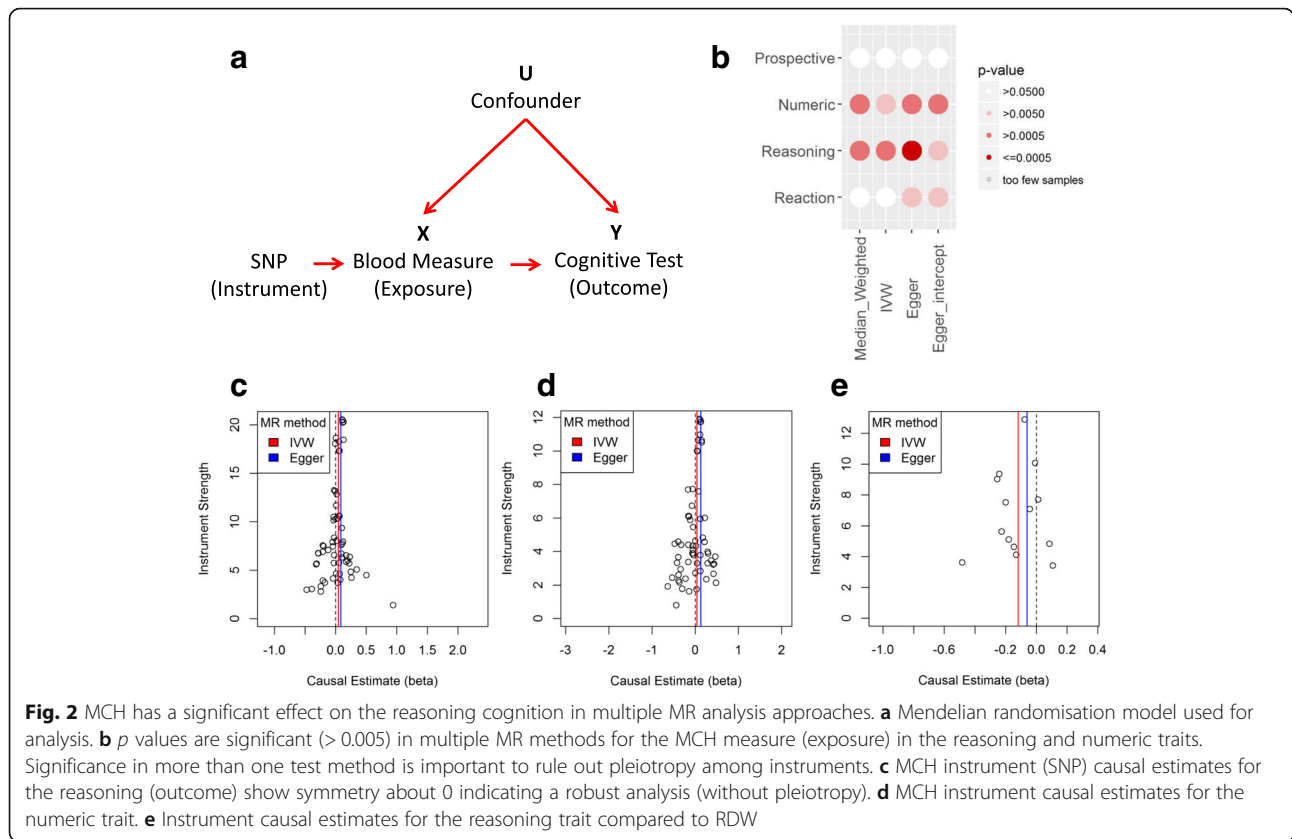 a
U
Confounder
X
Y
SNP
(Instrument)
Blood Measure
(Exposure)
Cognitive Test
(Outcome)
b
Prospective
Numeric
Reasoning
Reaction
Median_Weighted
IVW
Egger
Egger_intercept
p-value
>0.0500
>0.0050
>0.0005
<=0.0005
too few samples
c
MR method
IVW
Egger
Instrument Strength
0
5
10
15
20
-1.0
0.0
0.5
1.0
2.0
Causal Estimate (beta)
d
MR method
IVW
Egger
Instrument Strength
0
2
4
6
8
10
12
-3
-2
-1
0
1
2
Causal Estimate (beta)
e
MR method
IVW
Egger
Instrument Strength
0
2
4
6
8
10
12
-1.0
-0.6
-0.2
0.0
0.4
Causal Estimate (beta)
Fig. 2 MCH has a significant effect on the reasoning cognition in multiple MR analysis approaches. a Mendelian randomisation model used for
analysis. b p values are significant (> 0.005) in multiple MR methods for the MCH measure (exposure) in the reasoning and numeric traits.
Significance in more than one test method is important to rule out pleiotropy among instruments. c MCH instrument (SNP) causal estimates for
the reasoning (outcome) show symmetry about 0 indicating a robust analysis (without pleiotropy). d MCH instrument causal estimates for the
numeric trait. e Instrument causal estimates for the reasoning trait compared to RDW